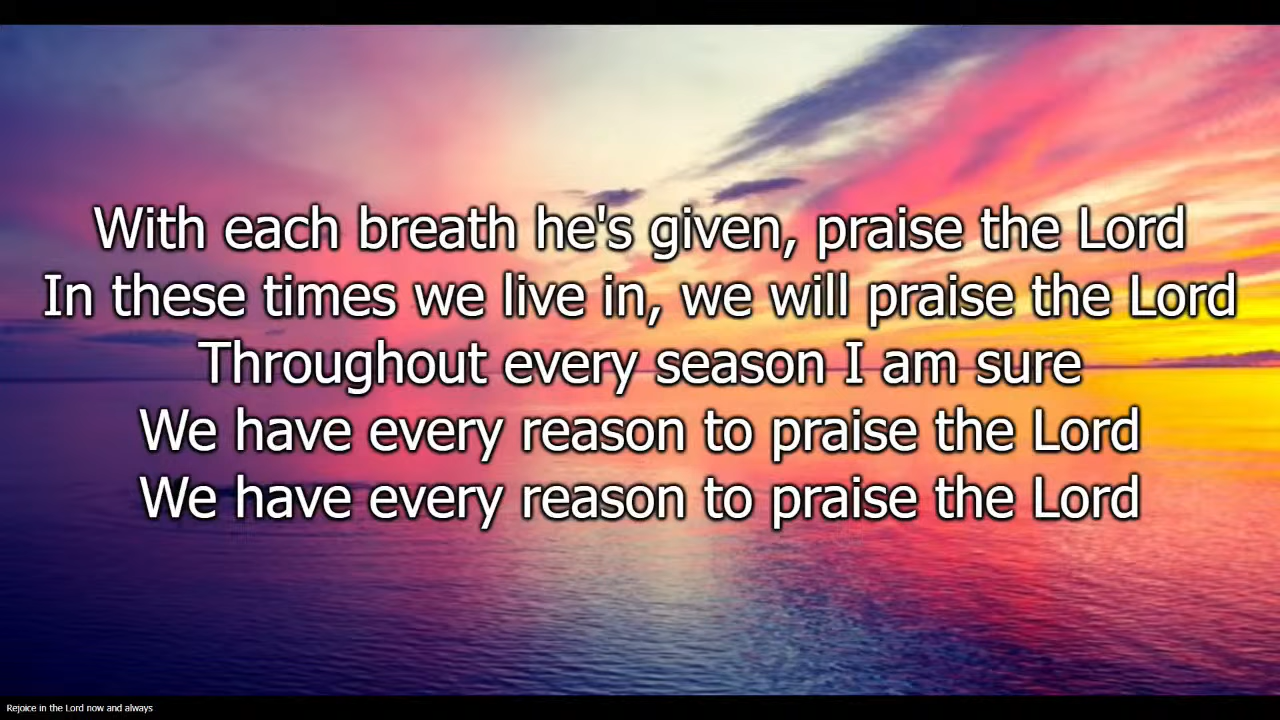 With each breath he's given, praise the Lord
In these times we live in, we will praise the Lord
Throughout every season I am sure
We have every reason to praise the Lord
We have every reason to praise the Lord
Rejoice in the Lord now and always